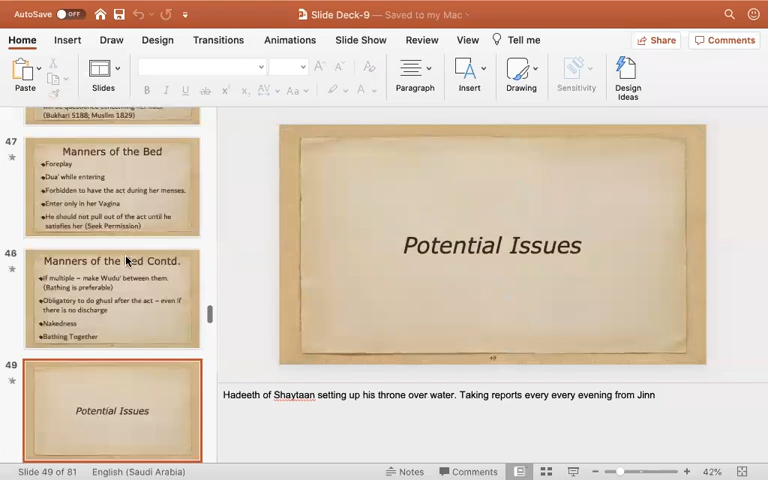 AutoSave OFF
Slide Deck-9 — Saved to my Mac
Home Insert Draw Design Transitions Animations Slide Show Review View Tell me Share Comments
Paste Slides B I U ab Paragraph Insert Drawing Sensitivity Design Ideas
(Bukhari 5188; Muslim 1829)
47
Manners of the Bed
Foreplay
Dua' while entering
Forbidden to have the act during her menses.
Enter only in her Vagina
He should not pull out of the act until he
satisfies her (Seek Permission)
46
Manners of the Bed Contd.
If multiple – make Wudu' between them.
(Bathing is preferable)
Obligatory to do ghusl after the act – even if
there is no discharge
Nakedness
Bathing Together
49
Potential Issues
Potential Issues
49
Hadeeth of Shaytaan setting up his throne over water. Taking reports every every evening from Jinn
Slide 49 of 81 English (Saudi Arabia) Notes Comments 42%